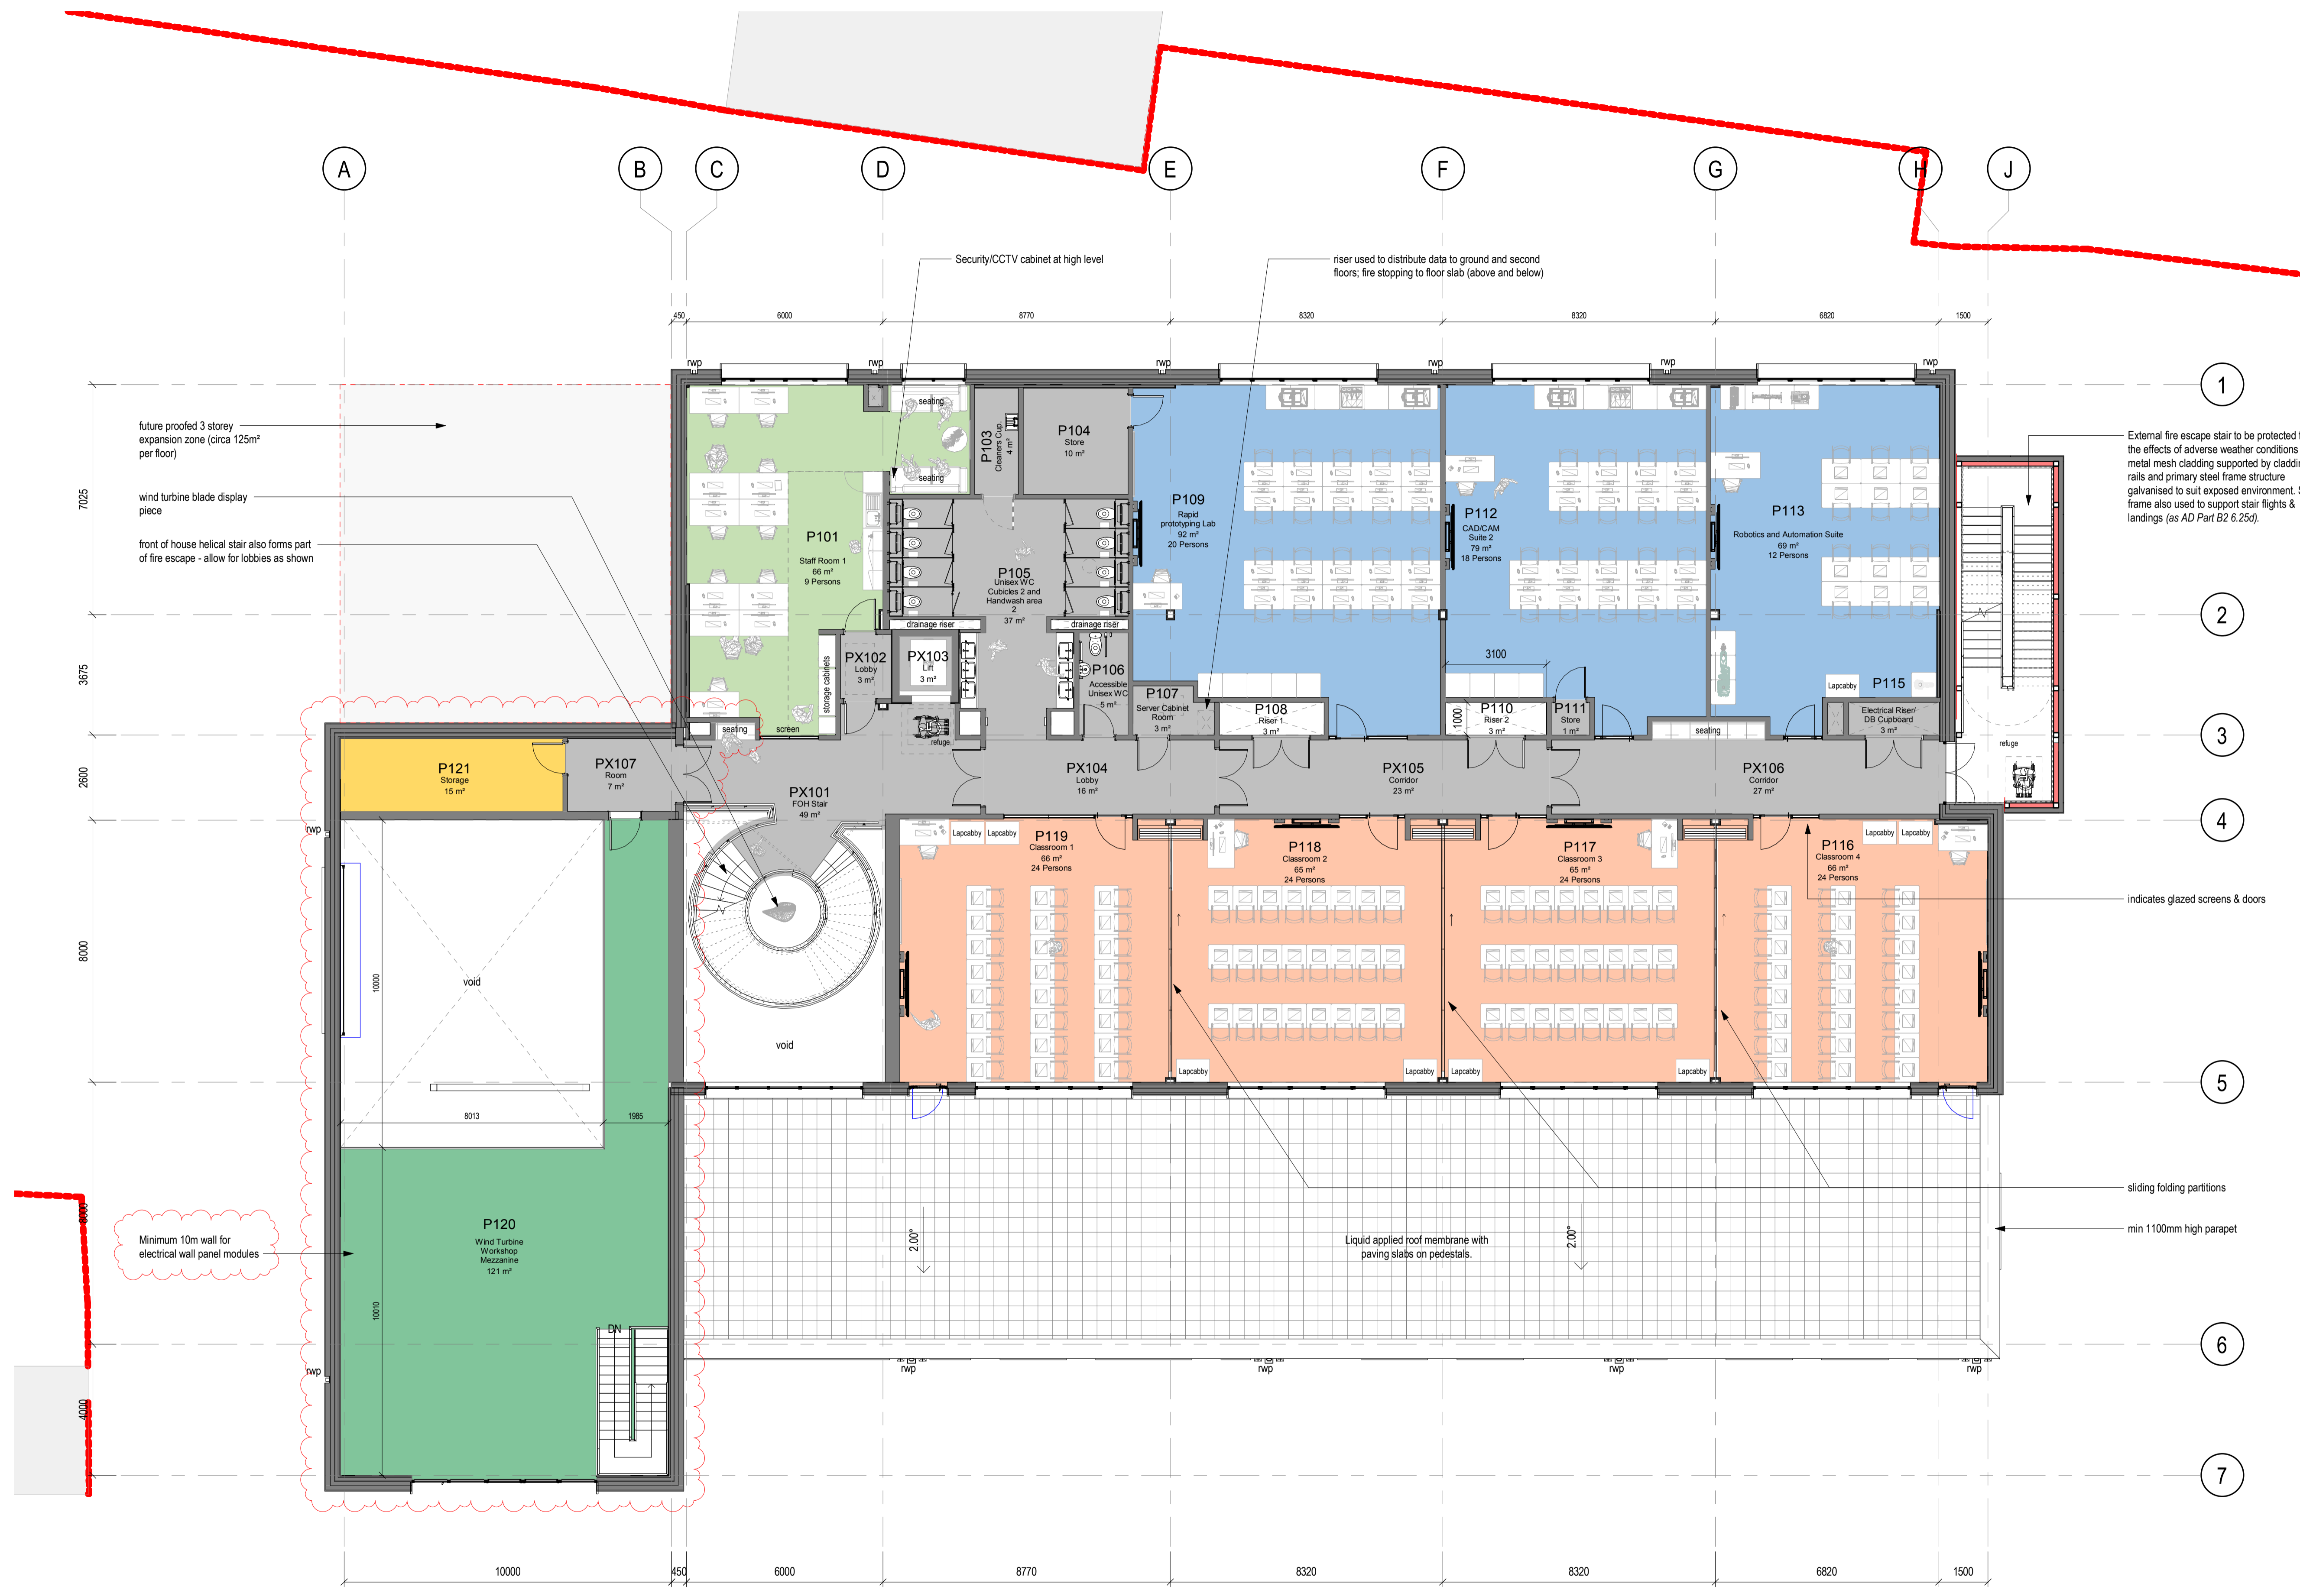 A
B
C
D
E
F
G
H
J
Security/CCTV cabinet at high level
riser used to distribute data to ground and second
floors; fire stopping to floor slab (above and below)
450
6000
8770
8320
8320
6820
1500
rwp
rwp
rwp
rwp
rwp
rwp
1
2
3
4
5
6
7
7025
3675
2600
8000
8000
4000
future proofed 3 storey
expansion zone (circa 125m²
per floor)
wind turbine blade display
piece
front of house helical stair also forms part
of fire escape - allow for lobbies as shown
External fire escape stair to be protected
the effects of adverse weather conditions
metal mesh cladding supported by
rails and primary steel frame structure
galvanised to suit exposed environment.
frame also used to support stair flights &
landings (as AD Part B2 6.25d).
seating
seating
P101
Staff Room 1
66 m²
9 Persons
P103
Cleaners Cup.
4 m²
P104
Store
10 m²
P105
Unisex WC
Cubicles 2 and
Handwash area
2
37 m²
drainage riser
drainage riser
P106
Accessible
Unisex WC
5 m²
PX102
Lobby
3 m²
PX103
Lift
3 m²
storage cabinets
seating
screen
refuge
P107
Server Cabinet
Room
3 m²
P108
Riser 1
3 m²
P109
Rapid
prototyping Lab
92 m²
20 Persons
P112
CAD/CAM
Suite 2
79 m²
18 Persons
P113
Robotics and Automation Suite
69 m²
12 Persons
3100
1000
P110
Riser 2
3 m²
P111
Store
1 m²
seating
Lapcabby
P115
Electrical Riser/
DB Cupboard
3 m²
refuge
P121
Storage
15 m²
PX107
Room
7 m²
PX101
FOH Stair
49 m²
PX104
Lobby
16 m²
PX105
Corridor
23 m²
PX106
Corridor
27 m²
rwp
Lapcabby
Lapcabby
P119
Classroom 1
66 m²
24 Persons
P118
Classroom 2
65 m²
24 Persons
P117
Classroom 3
65 m²
24 Persons
P116
Classroom 4
66 m²
24 Persons
Lapcabby
Lapcabby
indicates glazed screens & doors
void
10000
void
Lapcabby
Lapcabby
Lapcabby
Lapcabby
8013
1985
sliding folding partitions
min 1100mm high parapet
Minimum 10m wall for
electrical wall panel modules
P120
Wind Turbine
Workshop
Mezzanine
121 m²
10010
2.00°
Liquid applied roof membrane with
paving slabs on pedestals.
2.00°
DN
rwp
rwp
rwp
rwp
rwp
10000
450
6000
8770
8320
8320
6820
1500